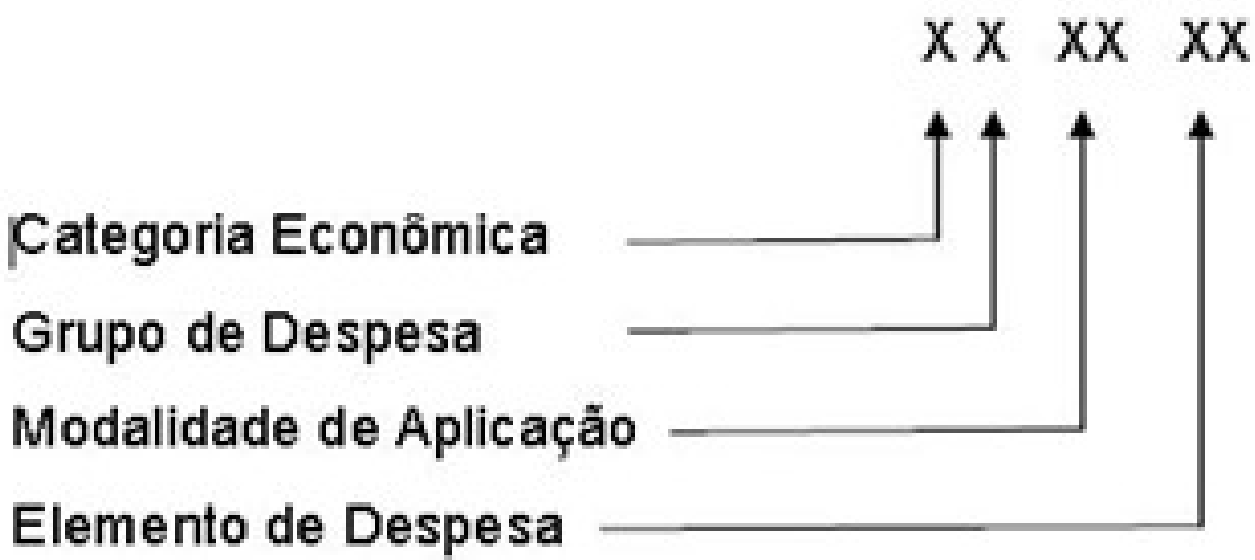 X X XX XX
Categoria Econômica
Grupo de Despesa
Modalidade de Aplicação
Elemento de Despesa